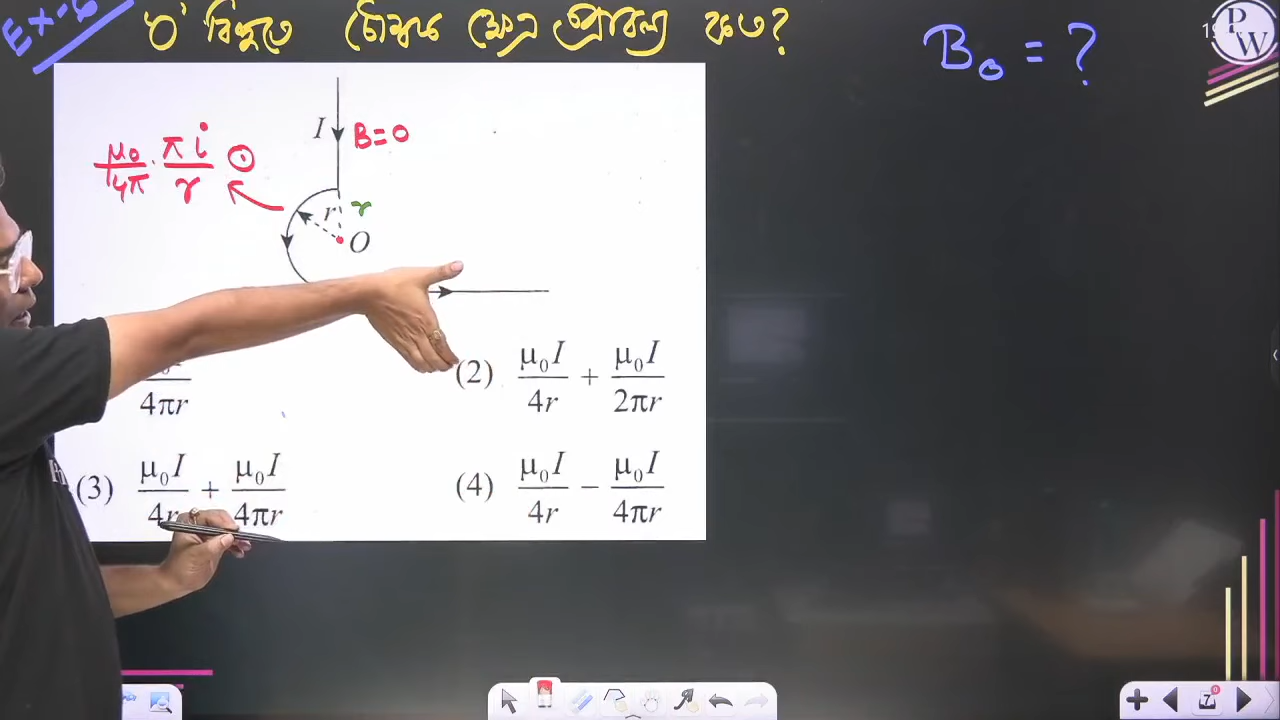 Ex-6 'O' বিন্দুতে চৌম্বক ক্ষেত্র প্রাবল্য কত?
B₀ = ?
P
W
I B=0
μ₀/4π · πi/r ⊙
r r
O
4πr
(2) μ₀I/4r + μ₀I/2πr
(3) μ₀I/4r + μ₀I/4πr
(4) μ₀I/4r − μ₀I/4πr